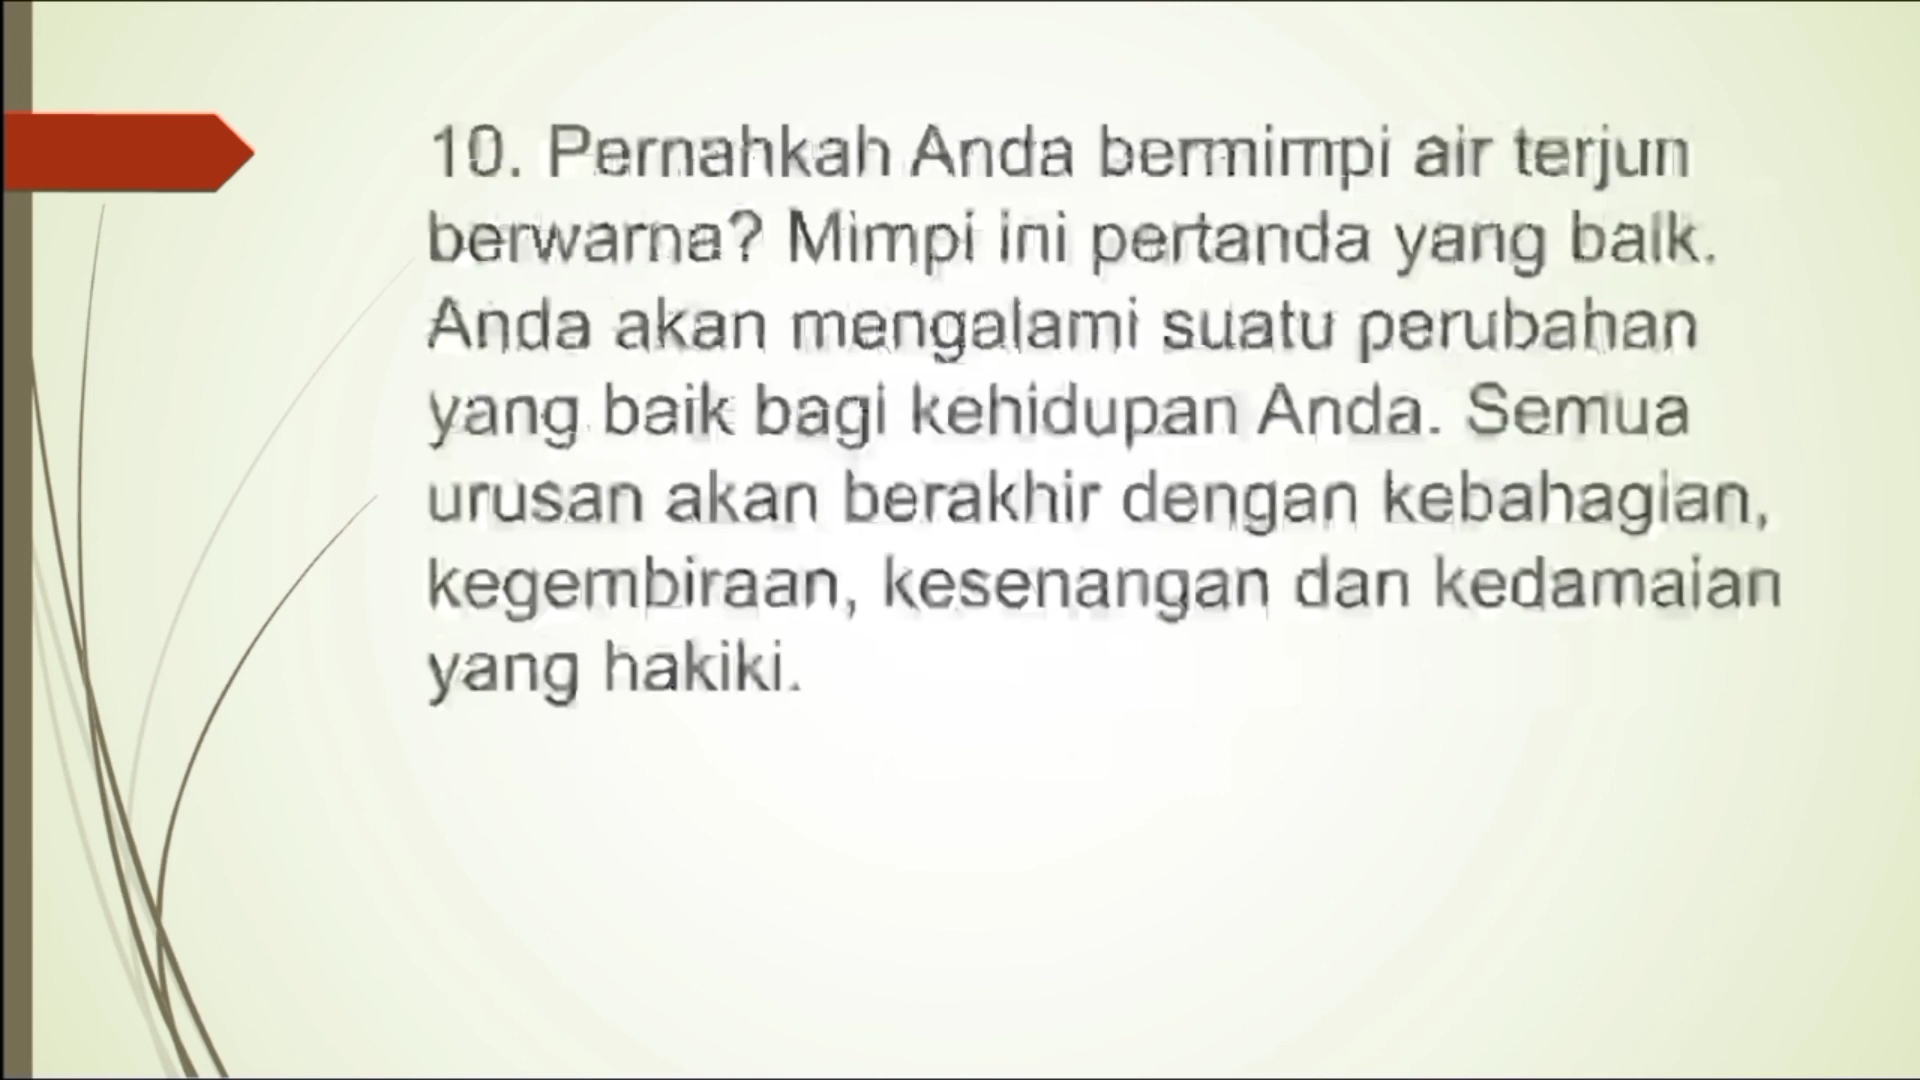 10. Pernahkah Anda bermimpi air terjun
berwarna? Mimpi ini pertanda yang baik.
Anda akan mengalami suatu perubahan
yang baik bagi kehidupan Anda. Semua
urusan akan berakhir dengan kebahagian,
kegembiraan, kesenangan dan kedamaian
yang hakiki.